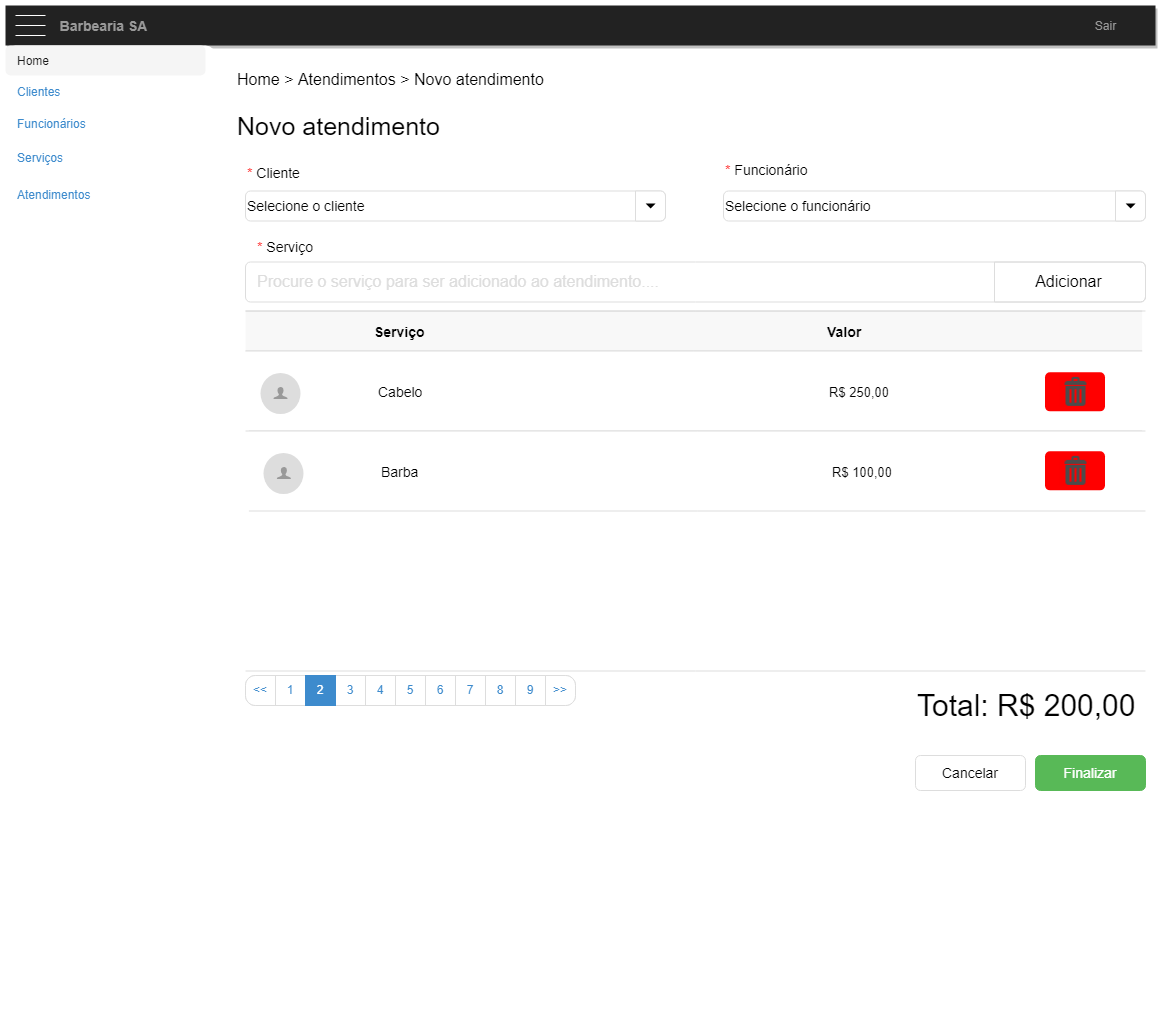 Barbearia SA
Sair
Home
Clientes
Funcionários
Serviços
Atendimentos
Home > Atendimentos > Novo atendimento
Novo atendimento
* Cliente
* Funcionário
Selecione o cliente
Selecione o funcionário
* Serviço
Procure o serviço para ser adicionado ao atendimento....
Adicionar
Serviço Valor
Cabelo R$ 250,00
Barba R$ 100,00
<< 1 2 3 4 5 6 7 8 9 >>
Total: R$ 200,00
Cancelar Finalizar